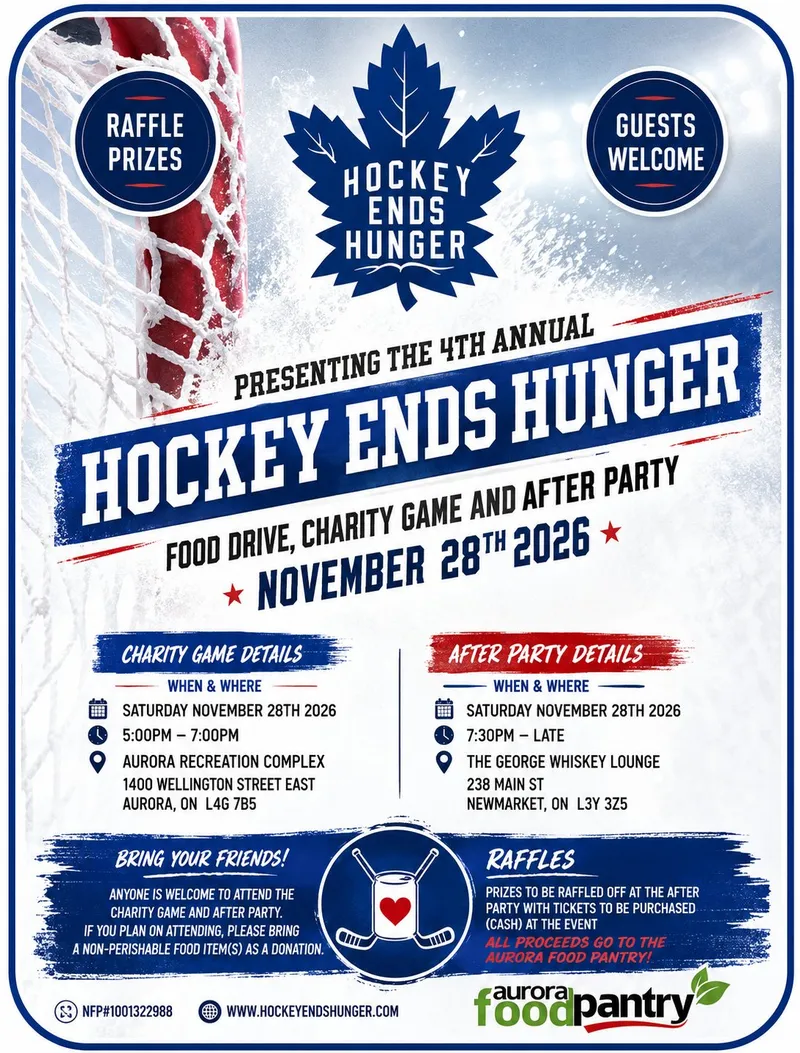 RAFFLE
PRIZES
HOCKEY
ENDS
HUNGER
GUESTS
WELCOME
PRESENTING THE 4TH ANNUAL
HOCKEY ENDS HUNGER
FOOD DRIVE, CHARITY GAME AND AFTER PARTY
NOVEMBER 28TH 2026
CHARITY GAME DETAILS
WHEN & WHERE
SATURDAY NOVEMBER 28TH 2026
5:00PM – 7:00PM
AURORA RECREATION COMPLEX
1400 WELLINGTON STREET EAST
AURORA, ON L4G 7B5
AFTER PARTY DETAILS
WHEN & WHERE
SATURDAY NOVEMBER 28TH 2026
7:30PM – LATE
THE GEORGE WHISKEY LOUNGE
238 MAIN ST
NEWMARKET, ON L3Y 3Z5
BRING YOUR FRIENDS!
ANYONE IS WELCOME TO ATTEND THE
CHARITY GAME AND AFTER PARTY.
IF YOU PLAN ON ATTENDING, PLEASE BRING
A NON-PERISHABLE FOOD ITEM(S) AS A DONATION.
RAFFLES
PRIZES TO BE RAFFLED OFF AT THE AFTER
PARTY WITH TICKETS TO BE PURCHASED
(CASH) AT THE EVENT
ALL PROCEEDS GO TO THE
AURORA FOOD PANTRY!
NFP#1001322988
WWW.HOCKEYENDSHUNGER.COM
aurora
foodpantry